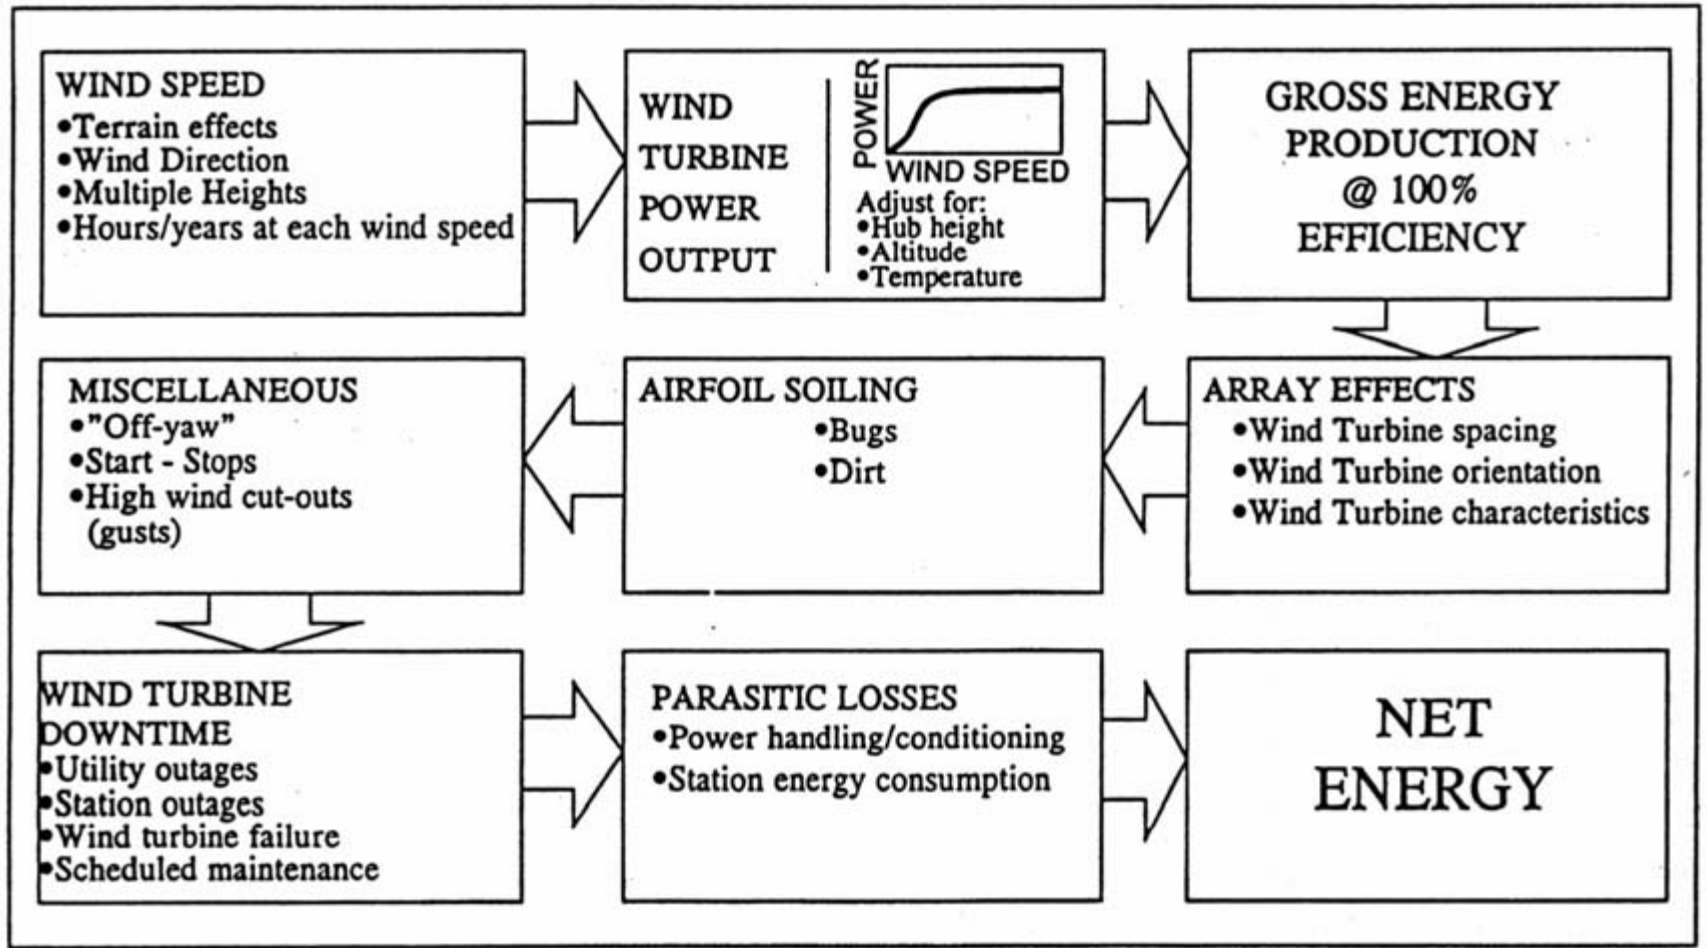 WIND SPEED
•Terrain effects
•Wind Direction
•Multiple Heights
•Hours/years at each wind speed
WIND
TURBINE
POWER
OUTPUT
POWER
WIND SPEED
Adjust for:
•Hub height
•Altitude
•Temperature
GROSS ENERGY
PRODUCTION
@ 100%
EFFICIENCY
ARRAY EFFECTS
•Wind Turbine spacing
•Wind Turbine orientation
•Wind Turbine characteristics
AIRFOIL SOILING
•Bugs
•Dirt
MISCELLANEOUS
•"Off-yaw"
•Start - Stops
•High wind cut-outs
(gusts)
WIND TURBINE
DOWNTIME
•Utility outages
•Station outages
•Wind turbine failure
•Scheduled maintenance
PARASITIC LOSSES
•Power handling/conditioning
•Station energy consumption
NET
ENERGY